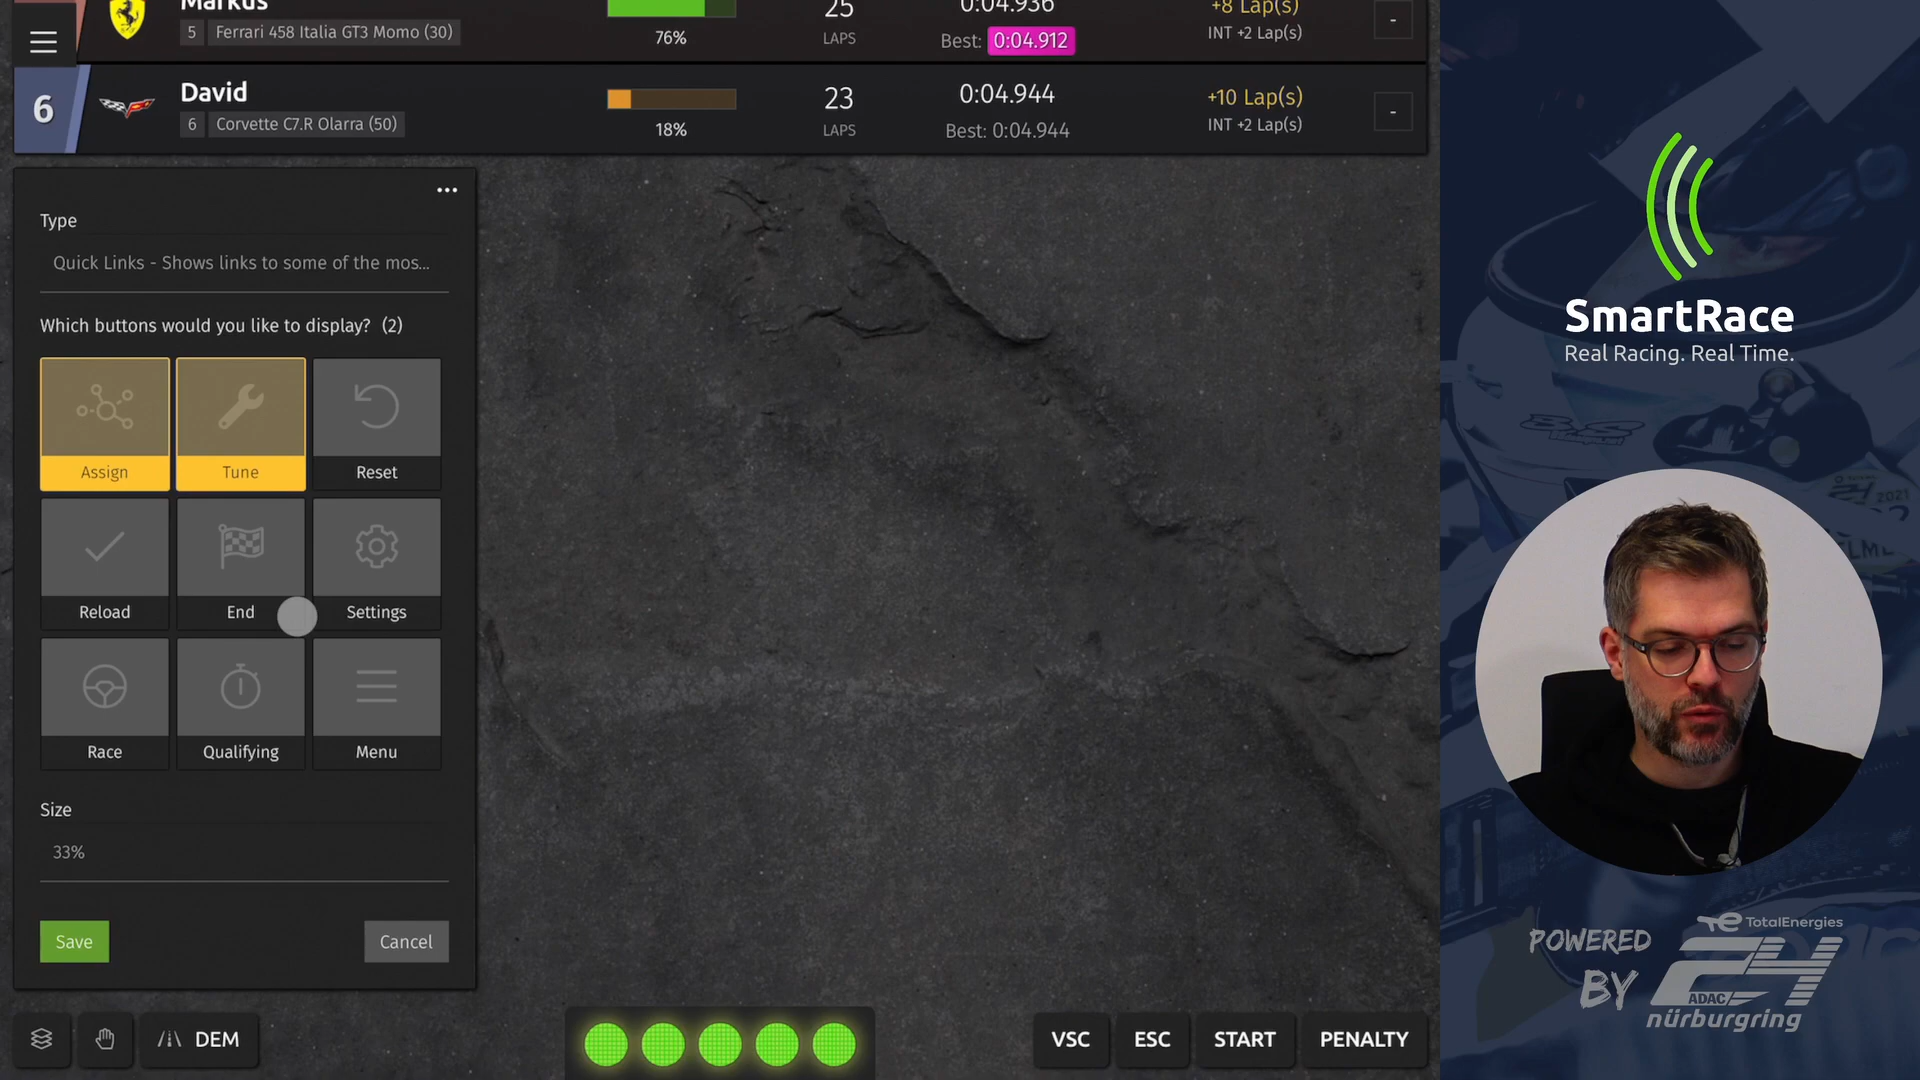 Markus
5 Ferrari 458 Italia GT3 Momo (30)
76%
25
LAPS
0:04.936
Best: 0:04.912
+8 Lap(s)
INT +2 Lap(s)
-
6
David
6 Corvette C7.R Olarra (50)
18%
23
LAPS
0:04.944
Best: 0:04.944
+10 Lap(s)
INT +2 Lap(s)
-
Type
Quick Links - Shows links to some of the mos...
Which buttons would you like to display? (2)
Assign
Tune
Reset
Reload
End
Settings
Race
Qualifying
Menu
Size
33%
Save
Cancel
DEM
VSC
ESC
START
PENALTY
SmartRace
Real Racing. Real Time.
2021
POWERED
BY
TotalEnergies
24
ADAC
nürburgring